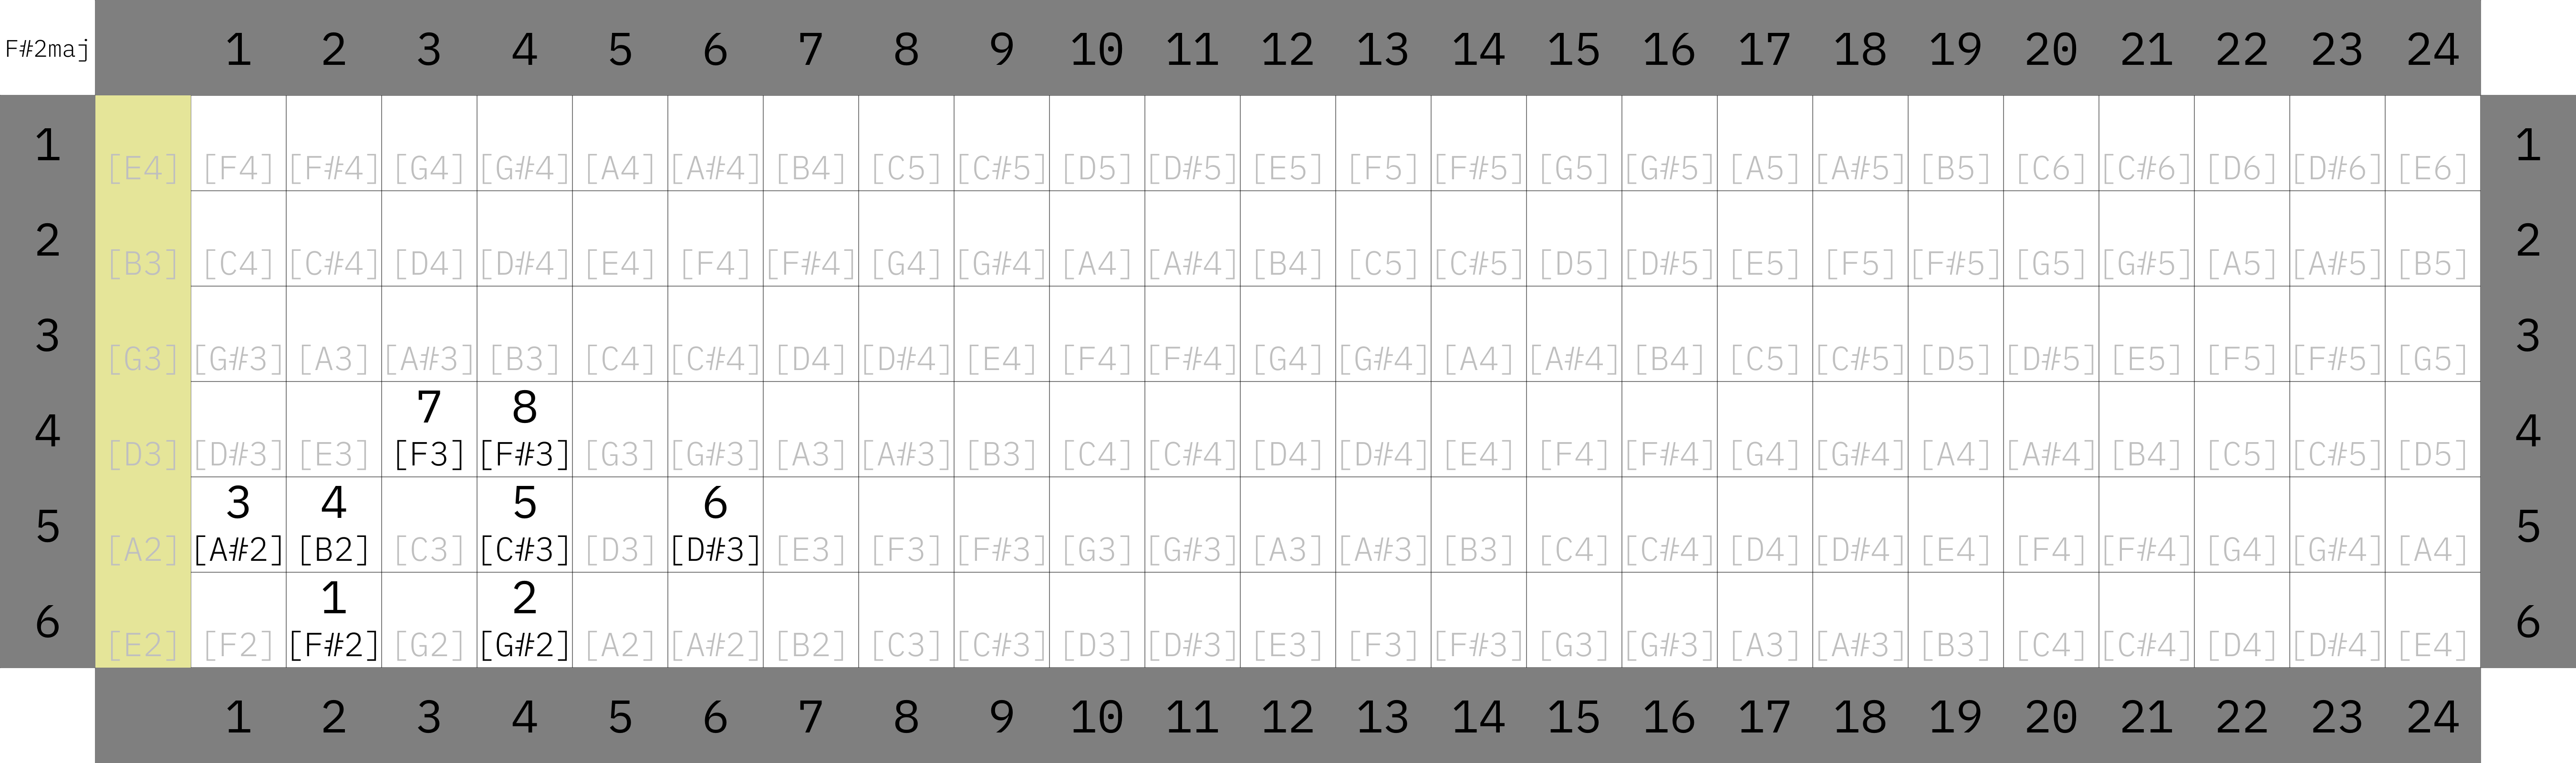 F#2maj 1 2 3 4 5 6 7 8 9 10 11 12 13 14 15 16 17 18 19 20 21 22 23 24
1 [E4] [F4] [F#4] [G4] [G#4] [A4] [A#4] [B4] [C5] [C#5] [D5] [D#5] [E5] [F5] [F#5] [G5] [G#5] [A5] [A#5] [B5] [C6] [C#6] [D6] [D#6] [E6] 1
2 [B3] [C4] [C#4] [D4] [D#4] [E4] [F4] [F#4] [G4] [G#4] [A4] [A#4] [B4] [C5] [C#5] [D5] [D#5] [E5] [F5] [F#5] [G5] [G#5] [A5] [A#5] [B5] 2
3 [G3] [G#3] [A3] [A#3] [B3] [C4] [C#4] [D4] [D#4] [E4] [F4] [F#4] [G4] [G#4] [A4] [A#4] [B4] [C5] [C#5] [D5] [D#5] [E5] [F5] [F#5] [G5] 3
7 8
4 [D3] [D#3] [E3] [F3] [F#3] [G3] [G#3] [A3] [A#3] [B3] [C4] [C#4] [D4] [D#4] [E4] [F4] [F#4] [G4] [G#4] [A4] [A#4] [B4] [C5] [C#5] [D5] 4
3 4 5 6
5 [A2] [A#2] [B2] [C3] [C#3] [D3] [D#3] [E3] [F3] [F#3] [G3] [G#3] [A3] [A#3] [B3] [C4] [C#4] [D4] [D#4] [E4] [F4] [F#4] [G4] [G#4] [A4] 5
1 2
6 [E2] [F2] [F#2] [G2] [G#2] [A2] [A#2] [B2] [C3] [C#3] [D3] [D#3] [E3] [F3] [F#3] [G3] [G#3] [A3] [A#3] [B3] [C4] [C#4] [D4] [D#4] [E4] 6
1 2 3 4 5 6 7 8 9 10 11 12 13 14 15 16 17 18 19 20 21 22 23 24